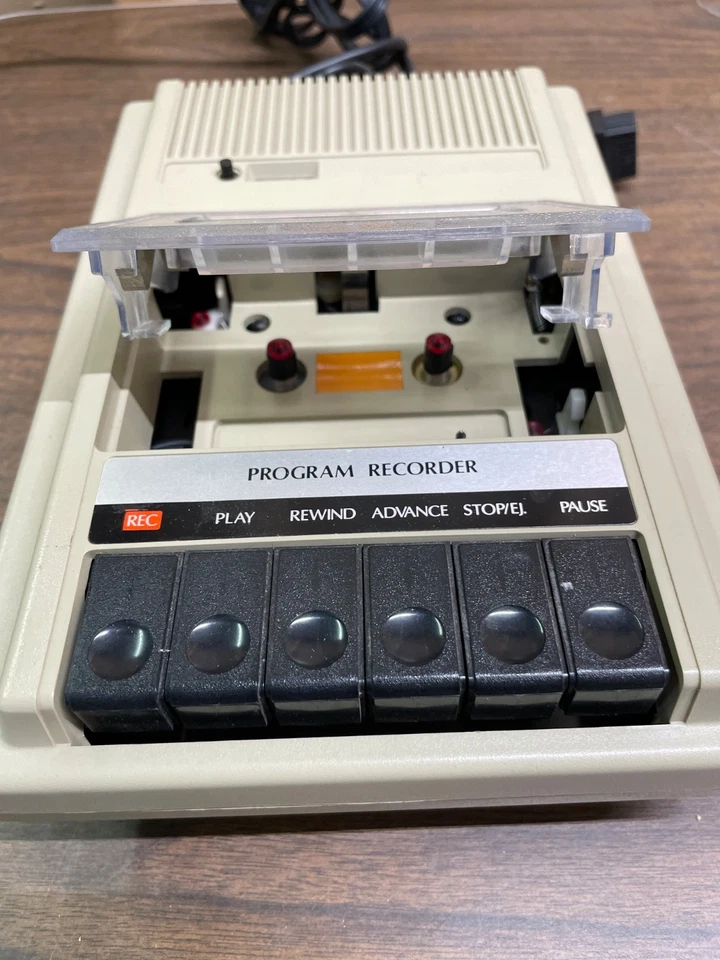 PROGRAM RECORDER
REC PLAY REWIND ADVANCE STOP/EJ. PAUSE